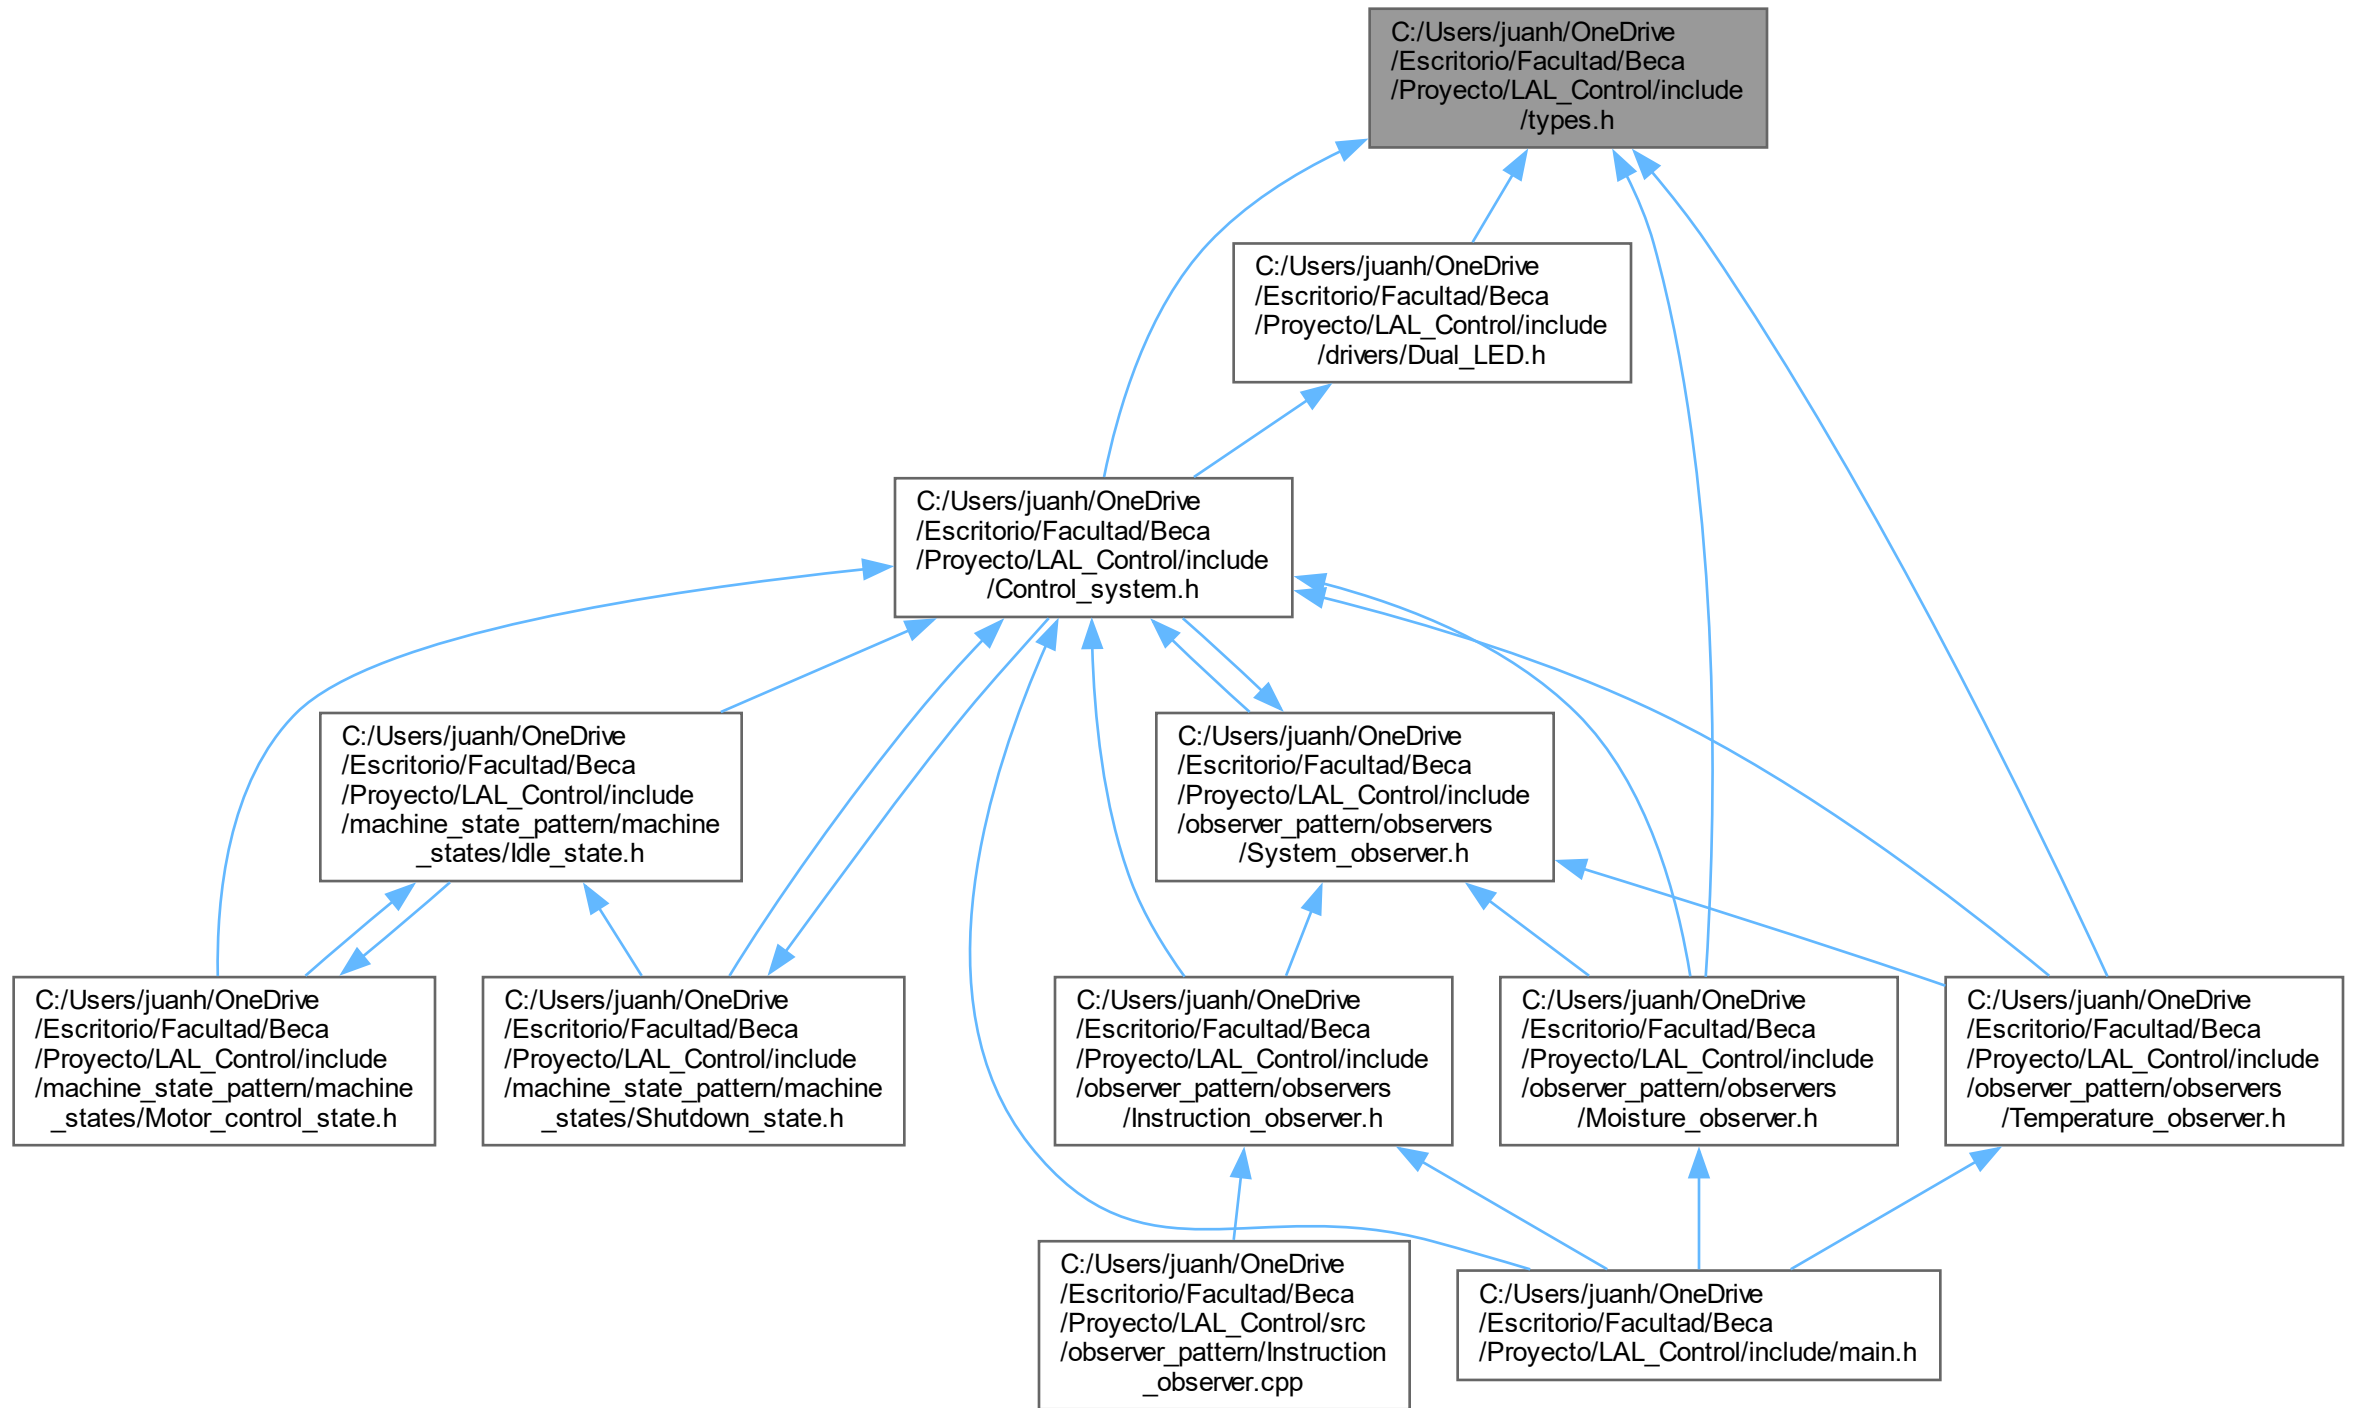 C:/Users/juanh/OneDrive
/Escritorio/Facultad/Beca
/Proyecto/LAL_Control/include
/types.h
C:/Users/juanh/OneDrive
/Escritorio/Facultad/Beca
/Proyecto/LAL_Control/include
/drivers/Dual_LED.h
C:/Users/juanh/OneDrive
/Escritorio/Facultad/Beca
/Proyecto/LAL_Control/include
/Control_system.h
C:/Users/juanh/OneDrive
/Escritorio/Facultad/Beca
/Proyecto/LAL_Control/include
/machine_state_pattern/machine
_states/Idle_state.h
C:/Users/juanh/OneDrive
/Escritorio/Facultad/Beca
/Proyecto/LAL_Control/include
/observer_pattern/observers
/System_observer.h
C:/Users/juanh/OneDrive
/Escritorio/Facultad/Beca
/Proyecto/LAL_Control/include
/machine_state_pattern/machine
_states/Motor_control_state.h
C:/Users/juanh/OneDrive
/Escritorio/Facultad/Beca
/Proyecto/LAL_Control/include
/machine_state_pattern/machine
_states/Shutdown_state.h
C:/Users/juanh/OneDrive
/Escritorio/Facultad/Beca
/Proyecto/LAL_Control/include
/observer_pattern/observers
/Instruction_observer.h
C:/Users/juanh/OneDrive
/Escritorio/Facultad/Beca
/Proyecto/LAL_Control/include
/observer_pattern/observers
/Moisture_observer.h
C:/Users/juanh/OneDrive
/Escritorio/Facultad/Beca
/Proyecto/LAL_Control/include
/observer_pattern/observers
/Temperature_observer.h
C:/Users/juanh/OneDrive
/Escritorio/Facultad/Beca
/Proyecto/LAL_Control/src
/observer_pattern/Instruction
_observer.cpp
C:/Users/juanh/OneDrive
/Escritorio/Facultad/Beca
/Proyecto/LAL_Control/include/main.h